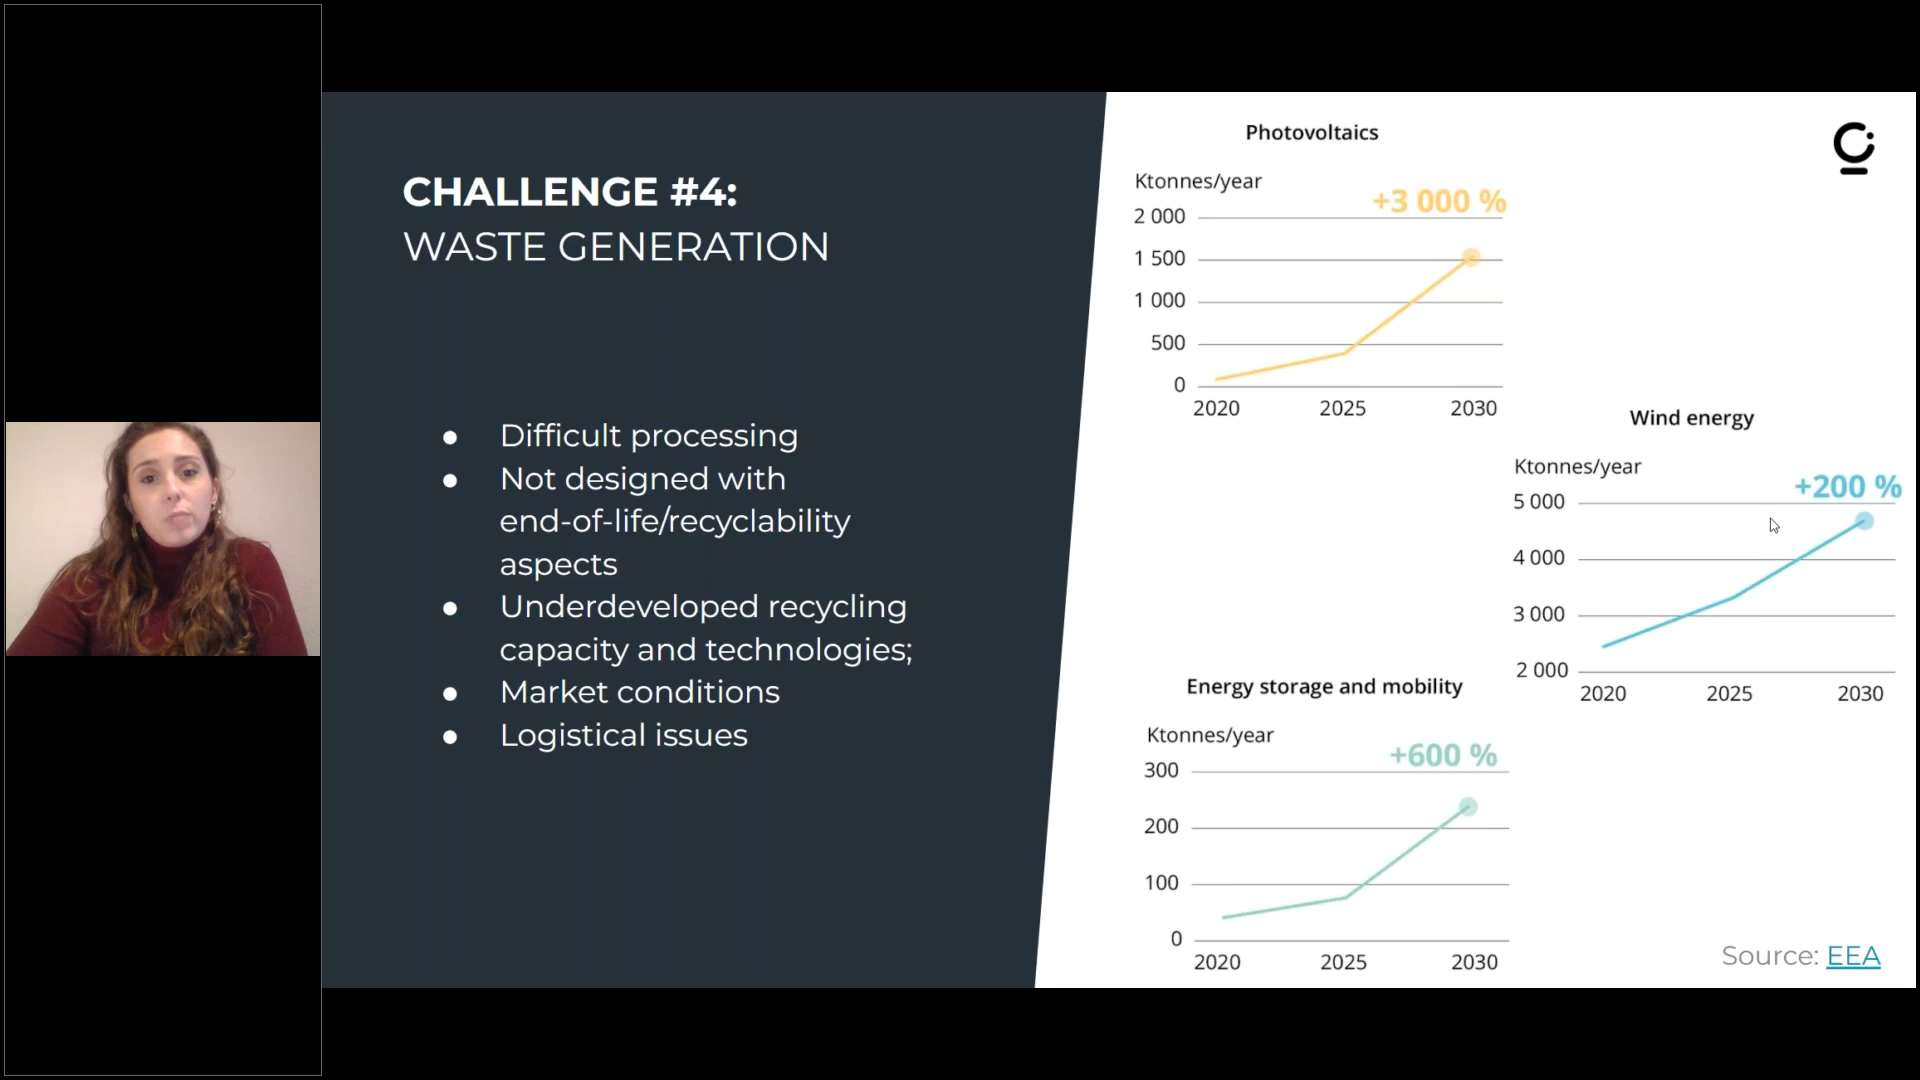 CHALLENGE #4:
WASTE GENERATION
● Difficult processing
● Not designed with
end-of-life/recyclability
aspects
● Underdeveloped recycling
capacity and technologies;
● Market conditions
● Logistical issues
Photovoltaics
Ktonnes/year
+3 000 %
2 000
1 500
1 000
500
0
2020 2025 2030
Wind energy
Ktonnes/year
+200 %
5 000
4 000
3 000
2 000
2020 2025 2030
Energy storage and mobility
Ktonnes/year
+600 %
300
200
100
0
2020 2025 2030
Source: EEA